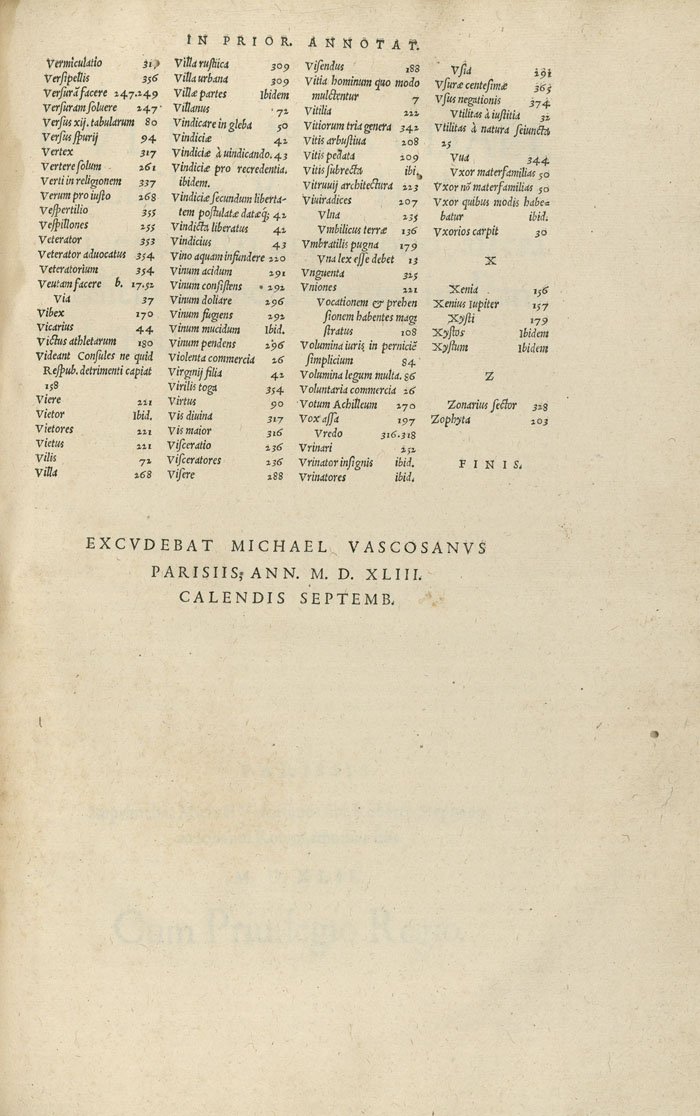 IN PRIOR. ANNOTAT.
Vermiculatio 31
Versipellis 356
Versurā facere 247.249
Versuram soluere 247
Versus xij. tabularum 80
Versus spurij 94
Vertex 317
Vertere solum 261
Verti in religionem 337
Verum pro iusto 268
Vespertilio 355
Vespillones 255
Veterator 353
Veterator aduocatus 354
Veteratorium 354
Veutam facere b. 17.52
Via 37
Vibex 170
Vicarius 44
Victus athletarum 180
Videant Consules ne quid
Respub. detrimenti capiat
158
Viere 221
Vietor Ibid.
Vietores 221
Vietus 221
Vilis 72
Villa 268
Villa rustica 309
Villa urbana 309
Villæ partes Ibidem
Villanus 72
Vindicare in gleba 50
Vindiciæ 42
Vindiciæ à uindicando. 43
Vindiciæ pro recredentia.
ibidem.
Vindiciæ secundum liberta-
tem postulatæ datæq; 42
Vindicta liberatus 42
Vindicius 43
Vino aquam infundere 220
Vinum acidum 291
Vinum consistens 292
Vinum doliare 296
Vinum fugiens 292
Vinum mucidum Ibid.
Vinum pendens 296
Violenta commercia 26
Virginij filia 42
Virilis toga 354
Virtus 90
Vis diuina 317
Vis maior 316
Visceratio 236
Visceratores 236
Visere 288
Visendus 188
Vitia hominum quo modo
mulctentur 7
Vitilia 222
Vitiorum tria genera 342
Vitis arbustiua 208
Vitis pedata 209
Vitis subrecta ibi
Vitruuij architectura 223
Viuiradices 207
Vlna 235
Vmbilicus terræ 136
Vmbratilis pugna 179
Vna lex esse debet 13
Vnguenta 325
Vniones 221
Vocationem & prehen
sionem habentes magi
stratus 108
Volumina iuris in perniciē
simplicium 84
Volumina legum multa. 86
Voluntaria commercia 26
Votum Achilleum 270
Vox assa 197
Vredo 316.318
Vrinari 252
Vrinator insignis ibid.
Vrinatores ibid.
Vsia 191
Vsuræ centesimæ 365
Vsus negationis 374
Vtilitas à iustitia 32
Vtilitas à natura seiuncta
25
Vua 344
Vxor materfamilias 50
Vxor nō materfamilias 50
Vxor quibus modis habe-
batur ibid.
Vxorios carpit 30
X
Xenia 156
Xenius Iupiter 157
Xysti 179
Xystos Ibidem
Xystum Ibidem
Z
Zonarius sector 328
Zophyta 203
FINIS.
EXCVDEBAT MICHAEL VASCOSANVS
PARISIIS, ANN. M. D. XLIII.
CALENDIS SEPTEMB.